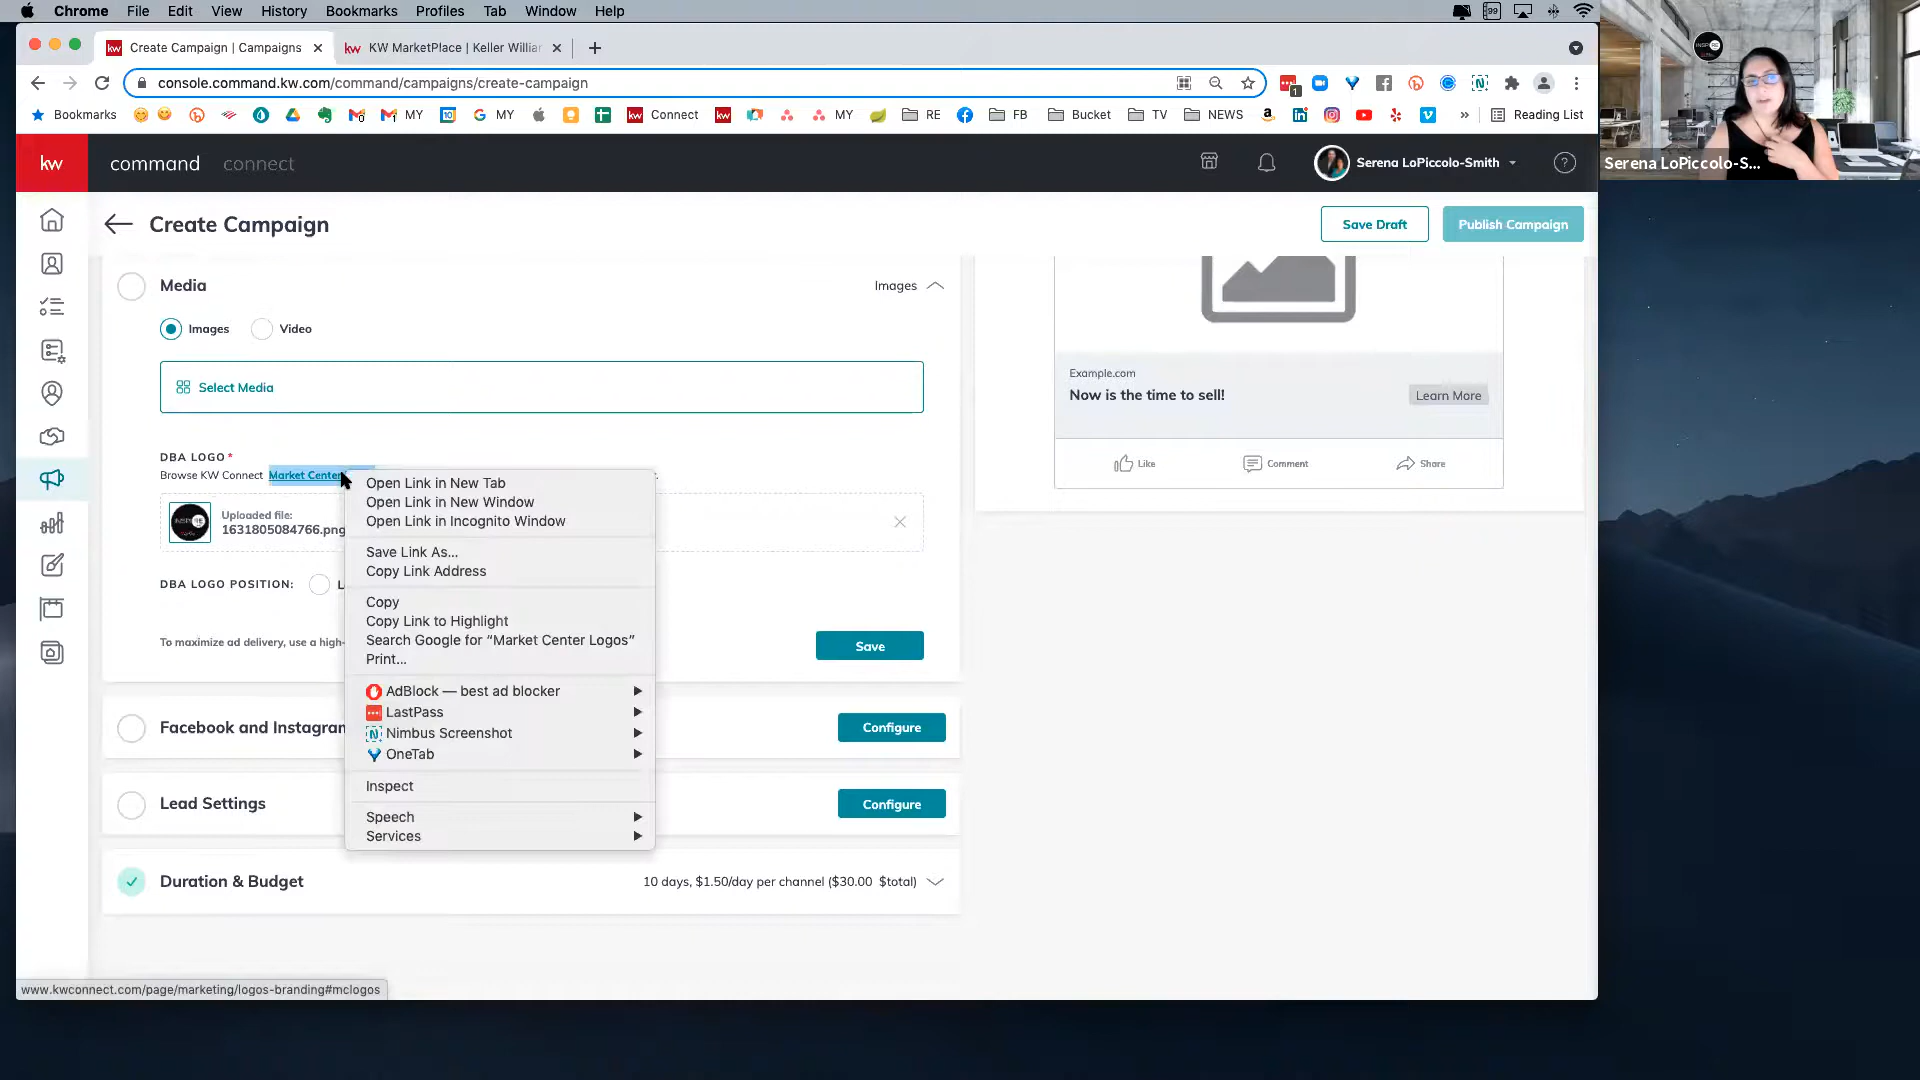 Chrome File Edit View History Bookmarks Profiles Tab Window Help
Create Campaign | Campaigns
KW MarketPlace | Keller Willian
console.command.kw.com/command/campaigns/create-campaign
Bookmarks MY MY Connect MY RE FB Bucket TV NEWS » Reading List
kw command connect Serena LoPiccolo-Smith
Serena LoPiccolo-S...
Create Campaign
Save Draft
Publish Campaign
Media
Images
Images
Video
Select Media
DBA LOGO*
Browse KW Connect Market Center
Uploaded file:
1631805084766.png
DBA LOGO POSITION: L
To maximize ad delivery, use a high-
Save
Open Link in New Tab
Open Link in New Window
Open Link in Incognito Window
Save Link As...
Copy Link Address
Copy
Copy Link to Highlight
Search Google for “Market Center Logos”
Print...
AdBlock — best ad blocker
LastPass
Nimbus Screenshot
OneTab
Inspect
Speech
Services
Facebook and Instagram
Configure
Lead Settings
Configure
Duration & Budget
10 days, $1.50/day per channel ($30.00 $total)
Example.com
Now is the time to sell!
Learn More
Like
Comment
Share
www.kwconnect.com/page/marketing/logos-branding#mclogos